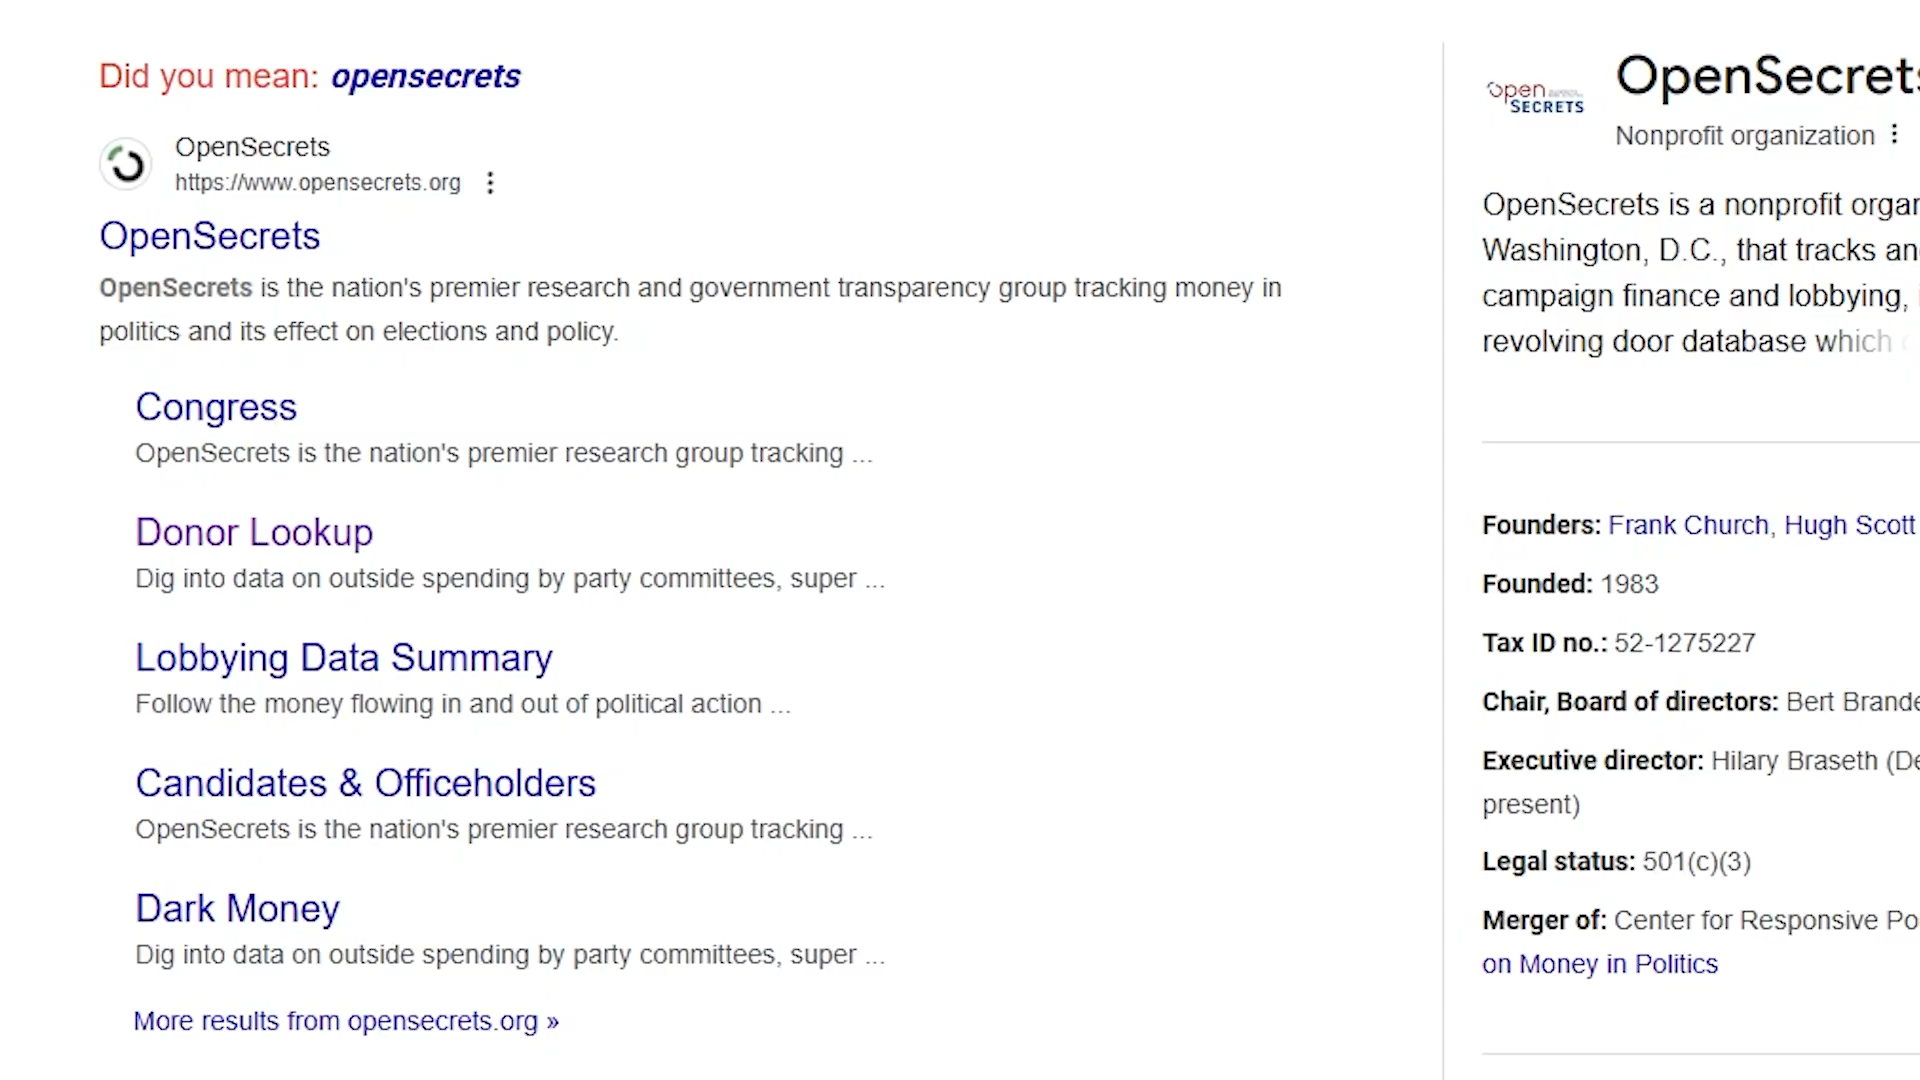 Did you mean: opensecrets
OpenSecrets
https://www.opensecrets.org
OpenSecrets
OpenSecrets is the nation's premier research and government transparency group tracking money in
politics and its effect on elections and policy.
Congress
OpenSecrets is the nation's premier research group tracking ...
Donor Lookup
Dig into data on outside spending by party committees, super ...
Lobbying Data Summary
Follow the money flowing in and out of political action ...
Candidates & Officeholders
OpenSecrets is the nation's premier research group tracking ...
Dark Money
Dig into data on outside spending by party committees, super ...
More results from opensecrets.org »
Open
SECRETS
OpenSecrets
Nonprofit organization
OpenSecrets is a nonprofit organ
Washington, D.C., that tracks an
campaign finance and lobbying,
revolving door database which
Founders: Frank Church, Hugh Scott
Founded: 1983
Tax ID no.: 52-1275227
Chair, Board of directors: Bert Brande
Executive director: Hilary Braseth (De
present)
Legal status: 501(c)(3)
Merger of: Center for Responsive Po
on Money in Politics